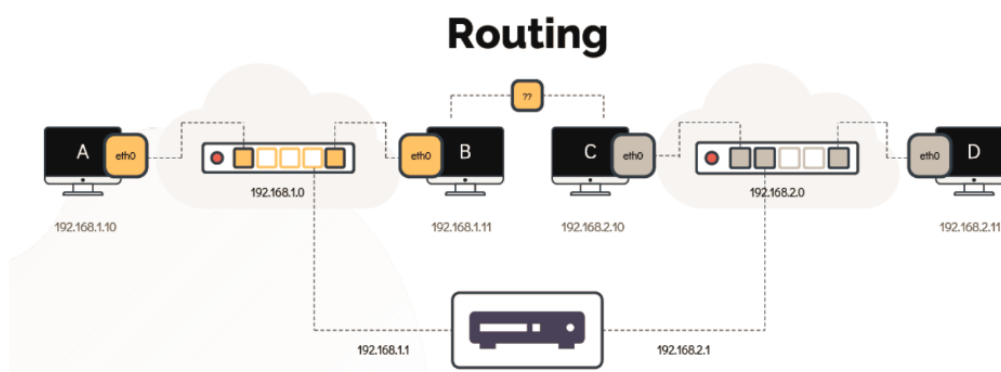 Routing
??
A
eth0
eth0
B
C
eth0
eth0
D
192.168.1.0
192.168.2.0
192.168.1.10
192.168.1.11
192.168.2.10
192.168.2.11
192.168.1.1
192.168.2.1